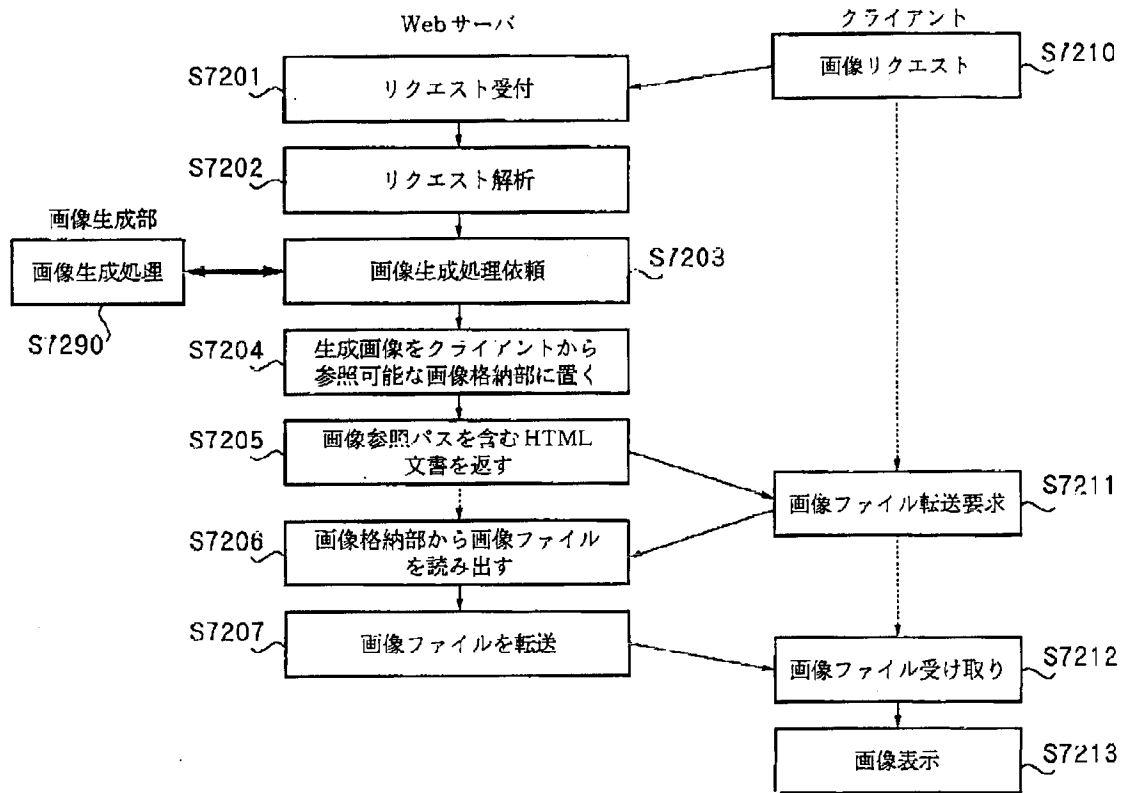 Webサーバ
クライアント
S7201
リクエスト受付
画像リクエスト
S7210
S7202
リクエスト解析
画像生成部
画像生成処理
S7290
画像生成処理依頼
S7203
S7204
生成画像をクライアントから
参照可能な画像格納部に置く
S7205
画像参照パスを含むHTML
文書を返す
画像ファイル転送要求
S7211
S7206
画像格納部から画像ファイル
を読み出す
S7207
画像ファイルを転送
画像ファイル受け取り
S7212
画像表示
S7213